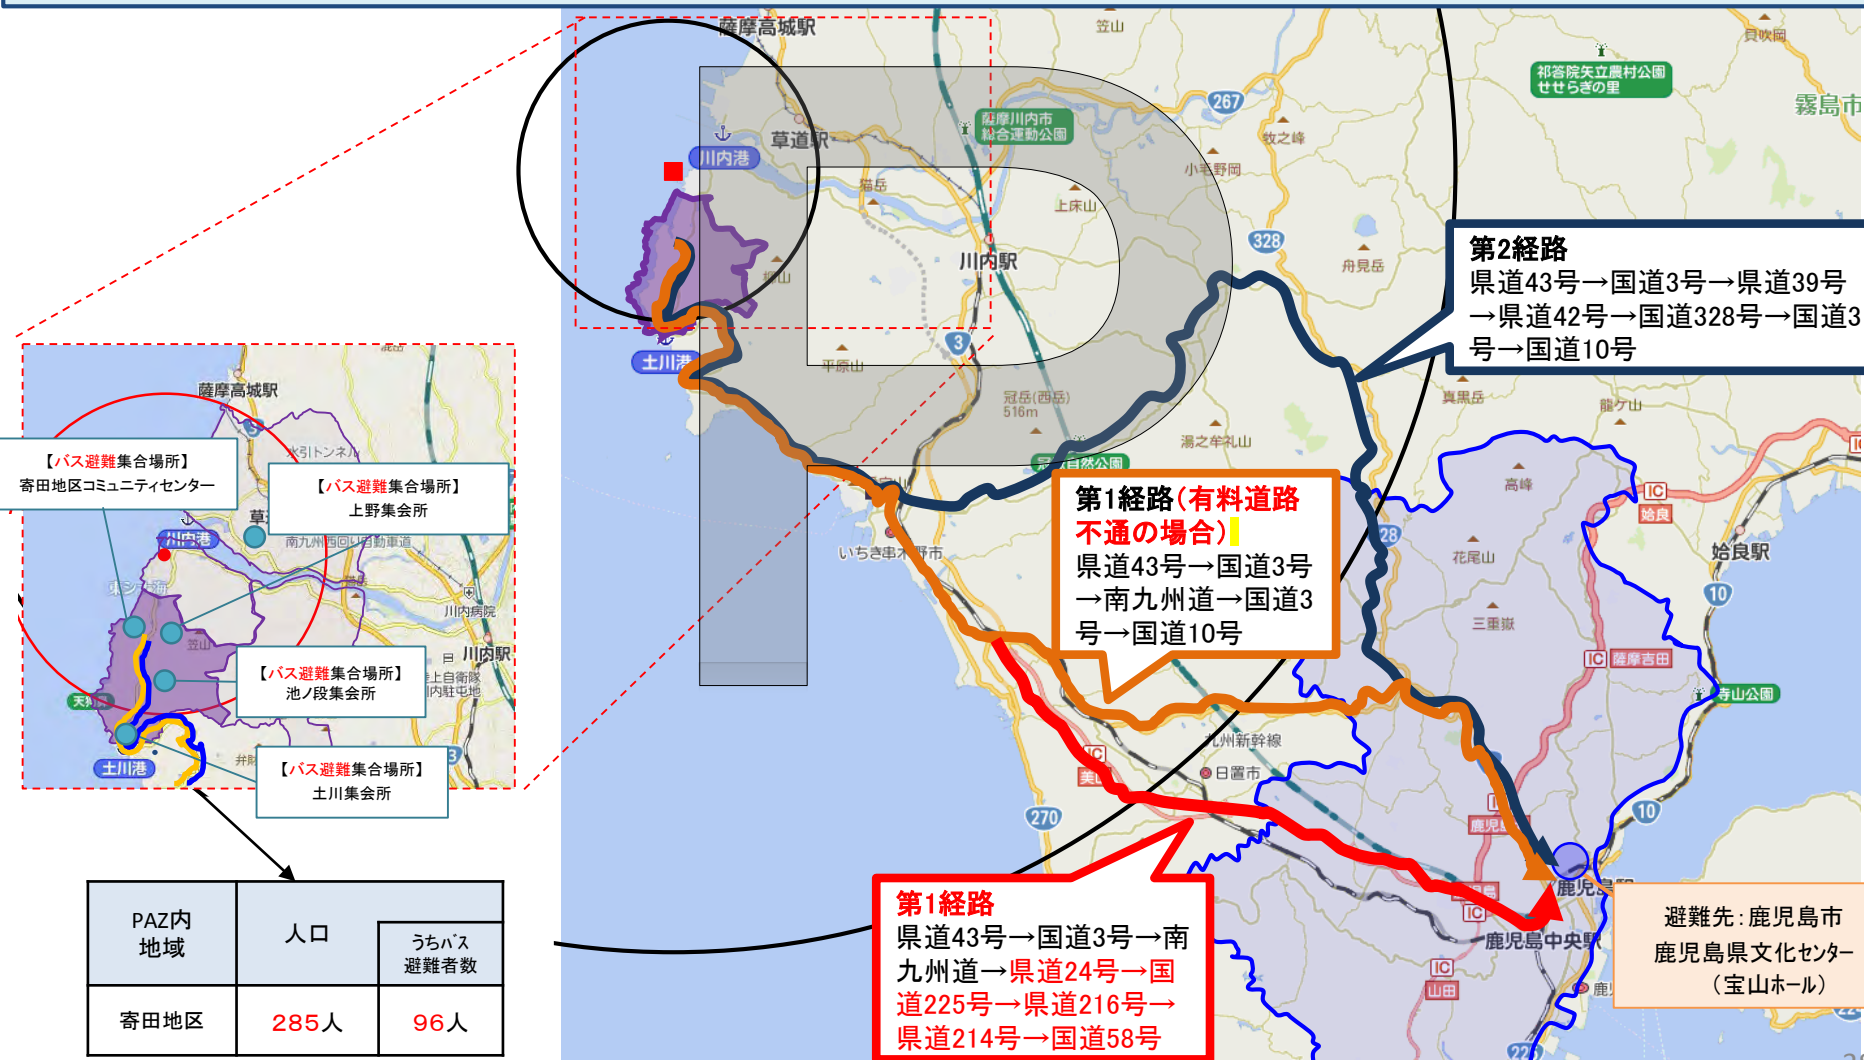 薩摩高城駅
笠山
貝吹岡
祁答院矢立農村公園
せせらぎの里
霧島市
267
薩摩川内市
総合運動公園
草道駅
川内港
牧之峰
小毛野岡
猫岳
上床山
328
舟見岳
川内駅
第2経路
県道43号→国道3号→県道39号
→県道42号→国道328号→国道3
号→国道10号
土川港
平原山
3
冠岳(西岳)
516m
真黒岳
龍ケ山
湯之牟礼山
高峰
IC
姶良
姶良駅
花尾山
10
三重嶽
IC 薩摩吉田
寺山公園
いちき串木野市
第1経路(有料道路
不通の場合)
県道43号→国道3号
→南九州道→国道3
号→国道10号
九州新幹線
日置市
IC
270
10
鹿児島中央駅
IC
IC
山田
第1経路
県道43号→国道3号→南
九州道→県道24号→国
道225号→県道216号→
県道214号→国道58号
避難先：鹿児島市
鹿児島県文化センター
（宝山ホール）
薩摩高城駅
水引トンネル
【バス避難集合場所】
寄田地区コミュニティセンター
【バス避難集合場所】
上野集会所
川内港
南九州西回り自動車道
川内病院
笠山
川内駅
【バス避難集合場所】
池ノ段集会所
土川港
3
【バス避難集合場所】
土川集会所
PAZ内
地域
人口
うちバス
避難者数
寄田地区
285人
96人